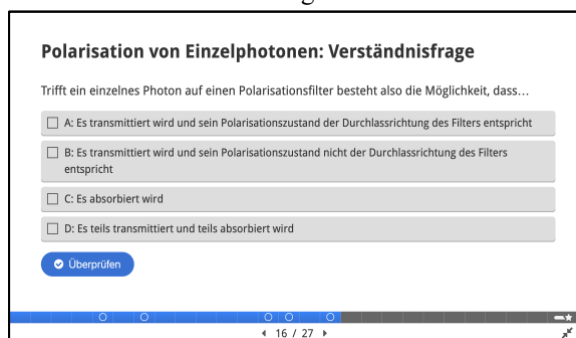 Polarisation von Einzelphotonen: Verständnisfrage
Trifft ein einzelnes Photon auf einen Polarisationsfilter besteht also die Möglichkeit, dass…
A: Es transmittiert wird und sein Polarisationszustand der Durchlassrichtung des Filters entspricht
B: Es transmittiert wird und sein Polarisationszustand nicht der Durchlassrichtung des Filters
entspricht
C: Es absorbiert wird
D: Es teils transmittiert und teils absorbiert wird
Überprüfen
16 / 27